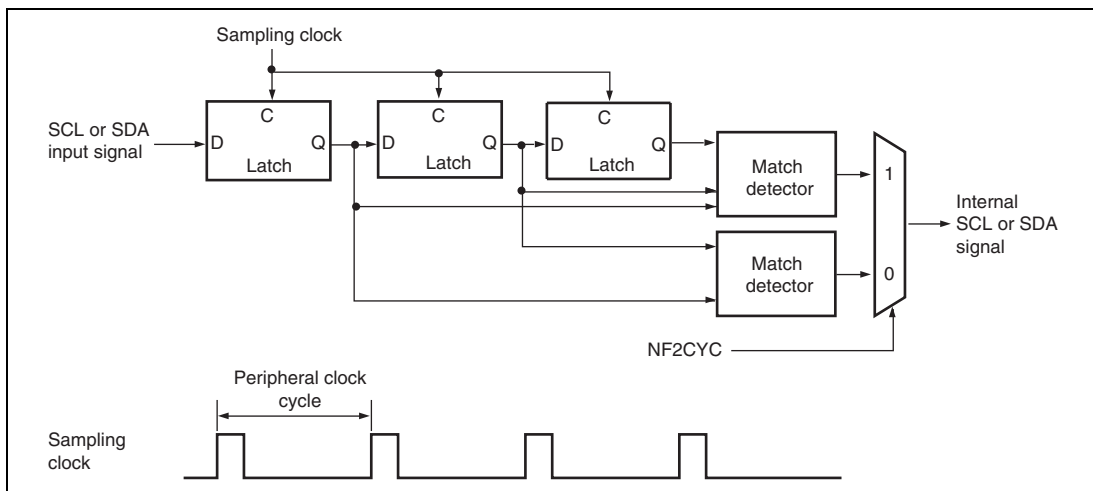 Sampling clock
SCL or SDA
input signal
C
D
Q
Latch
C
D
Q
Latch
C
D
Q
Latch
Match
detector
Match
detector
1
0
Internal
SCL or SDA
signal
NF2CYC
Peripheral clock
cycle
Sampling
clock